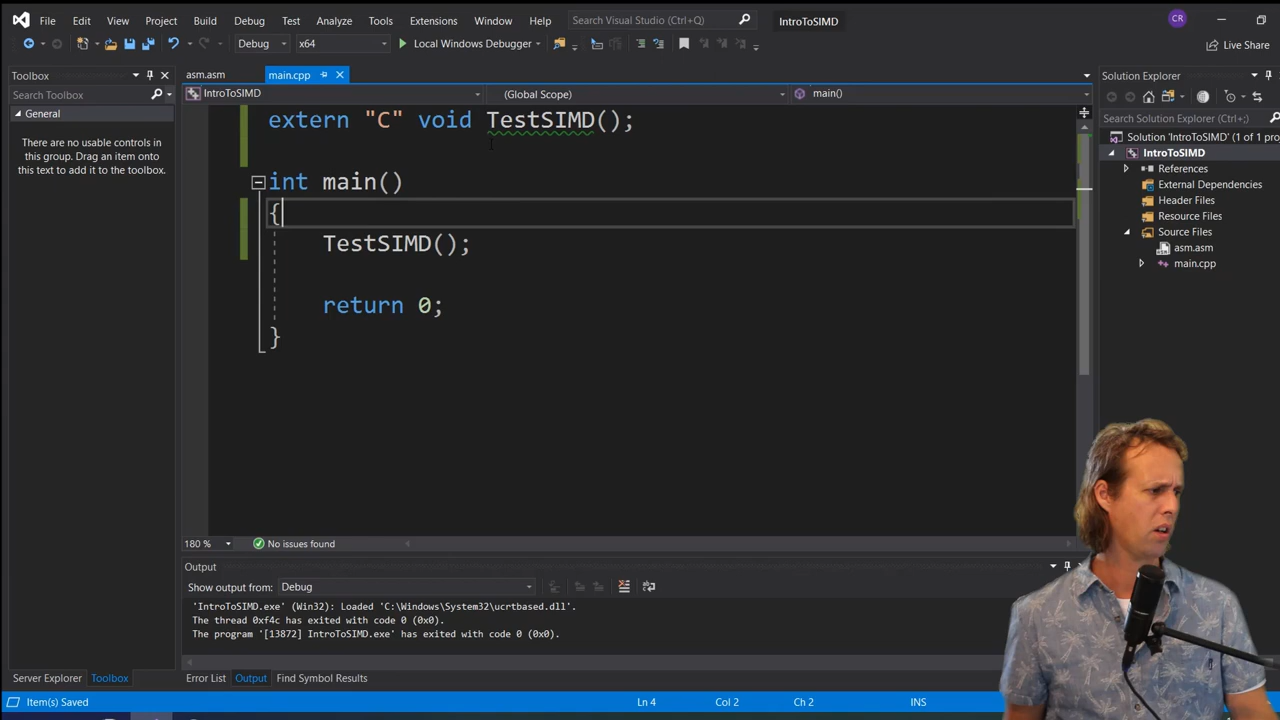 File Edit View Project Build Debug Test Analyze Tools Extensions Window Help Search Visual Studio (Ctrl+Q) IntroToSIMD CR
Debug x64 Local Windows Debugger Live Share
Toolbox
Search Toolbox
General
There are no usable controls in
this group. Drag an item onto
this text to add it to the toolbox.
asm.asm main.cpp
IntroToSIMD (Global Scope) main()
extern "C" void TestSIMD();
int main()
{
TestSIMD();
return 0;
}
180 % No issues found
Output
Show output from: Debug
'IntroToSIMD.exe' (Win32): Loaded 'C:\Windows\System32\ucrtbased.dll'.
The thread 0xf4c has exited with code 0 (0x0).
The program '[13872] IntroToSIMD.exe' has exited with code 0 (0x0).
Solution Explorer
Search Solution Explorer (Ctrl+;)
Solution 'IntroToSIMD' (1 of 1 pro
IntroToSIMD
References
External Dependencies
Header Files
Resource Files
Source Files
asm.asm
main.cpp
Server Explorer Toolbox Error List Output Find Symbol Results
Item(s) Saved Ln 4 Col 2 Ch 2 INS